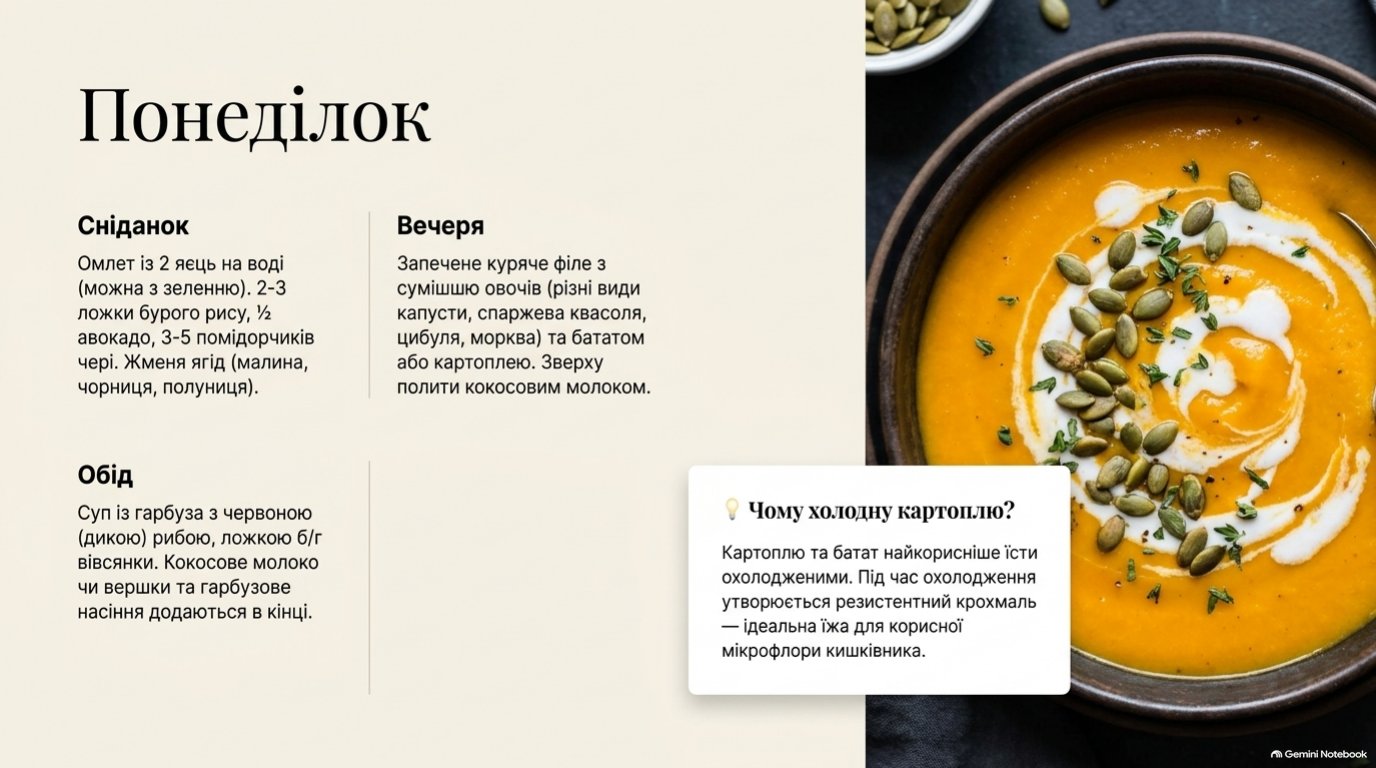 Понеділок
Сніданок
Омлет із 2 яєць на воді
(можна з зеленню). 2-3
ложки бурого рису, ½
авокадо, 3-5 помідорчиків
чері. Жменя ягід (малина,
чорниця, полуниця).
Вечеря
Запечене куряче філе з
сумішшю овочів (різні види
капусти, спаржева квасоля,
цибуля, морква) та бататом
або картоплею. Зверху
полити кокосовим молоком.
Обід
Суп із гарбуза з червоною
(дикою) рибою, ложкою б/г
вівсянки. Кокосове молоко
чи вершки та гарбузове
насіння додаються в кінці.
Чому холодну картоплю?
Картоплю та батат найкорисніше їсти
охолодженими. Під час охолодження
утворюється резистентний крохмаль
— ідеальна їжа для корисної
мікрофлори кишківника.
Gemini Notebook